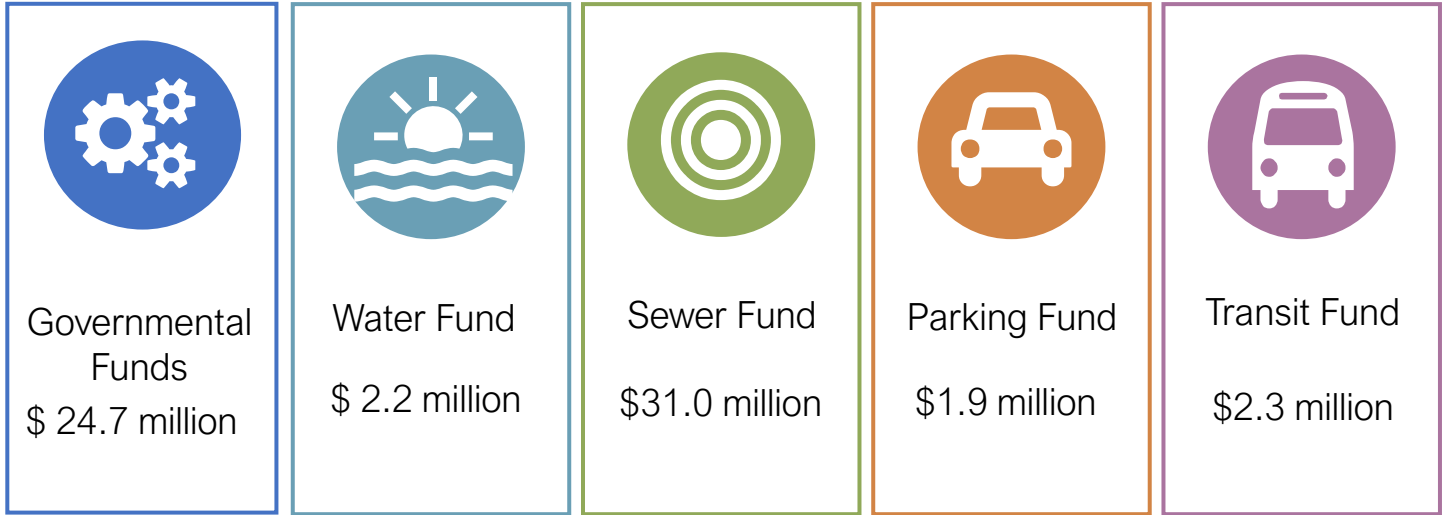 Governmental
Funds
$ 24.7 million
Water Fund
$ 2.2 million
Sewer Fund
$31.0 million
Parking Fund
$1.9 million
Transit Fund
$2.3 million